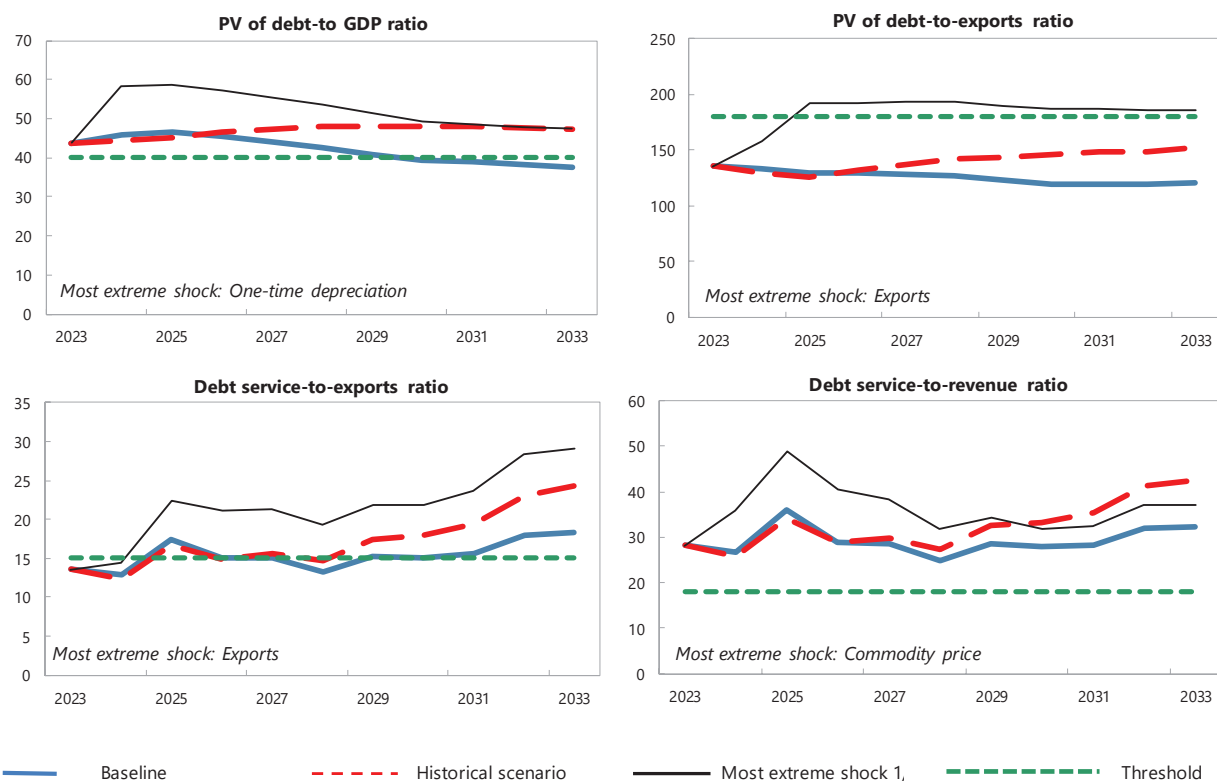 PV of debt-to GDP ratio
70
60
50
40
30
20
10
0
Most extreme shock: One-time depreciation
2023 2025 2027 2029 2031 2033
PV of debt-to-exports ratio
250
200
150
100
50
0
Most extreme shock: Exports
2023 2025 2027 2029 2031 2033
Debt service-to-exports ratio
35
30
25
20
15
10
5
0
Most extreme shock: Exports
2023 2025 2027 2029 2031 2033
Debt service-to-revenue ratio
60
50
40
30
20
10
0
Most extreme shock: Commodity price
2023 2025 2027 2029 2031 2033
Baseline Historical scenario Most extreme shock 1, Threshold